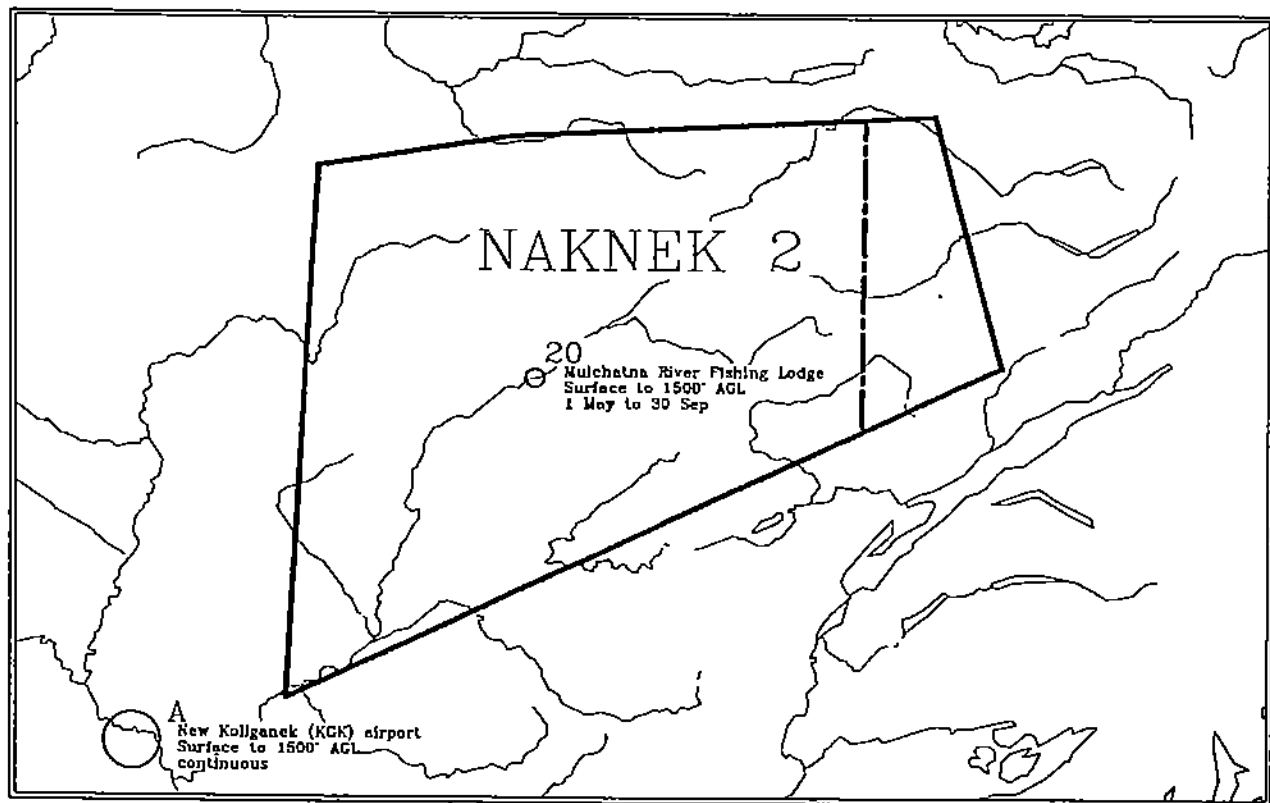 NAKNEK 2
20
Mulchatna River Fishing Lodge
Surface to 1500' AGL
1 May to 30 Sep
A
New Koliganek (KGK) airport
Surface to 1500' AGL
continuous